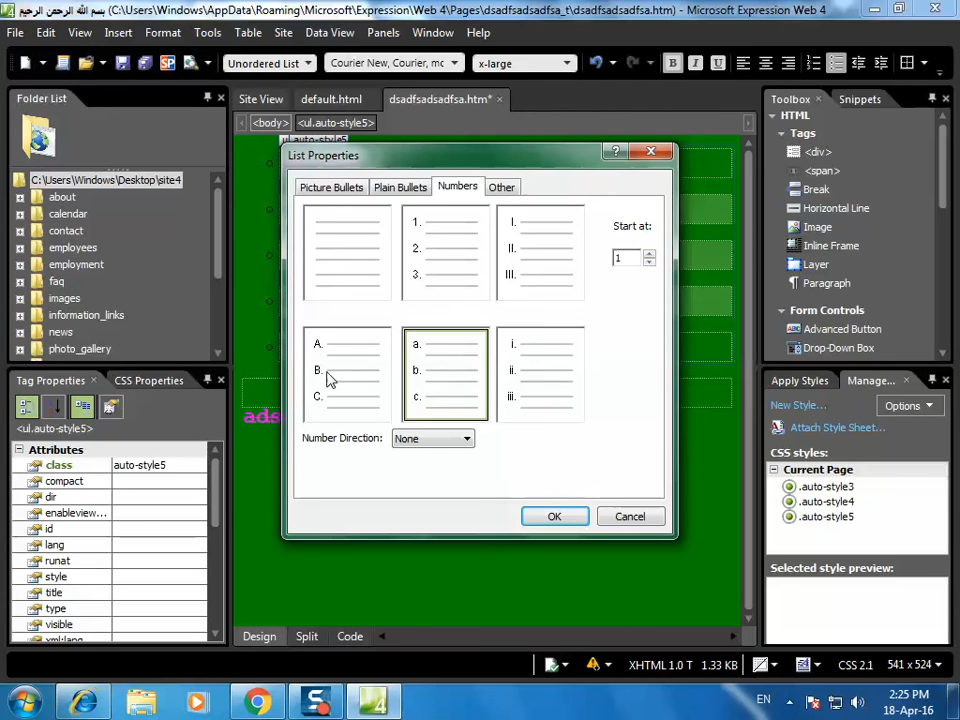 بسم الله الرحمن الرحيم (C:\Users\Windows\AppData\Roaming\Microsoft\Expression\Web 4\Pages\dsadfsadsadfsa_t\dsadfsadsadfsa.htm) - Microsoft Expression Web 4
File Edit View Insert Format Tools Table Site Data View Panels Window Help
Unordered List Courier New, Courier, mc x-large B I U
Folder List
Site View default.html dsadfsadsadfsa.htm*
Toolbox Snippets
<body> <ul.auto-style5>
ul.auto-style5
C:\Users\Windows\Desktop\site4
about
calendar
contact
employees
employment
faq
images
information_links
news
photo_gallery
List Properties
Picture Bullets Plain Bullets Numbers Other
1.
2.
3.
I.
II.
III.
Start at:
1
A.
B.
C.
a.
b.
c.
i.
ii.
iii.
Number Direction: None
OK Cancel
ads
HTML
Tags
<div>
<span>
Break
Horizontal Line
Image
Inline Frame
Layer
Paragraph
Form Controls
Advanced Button
Drop-Down Box
Tag Properties CSS Properties
<ul.auto-style5>
Attributes
class auto-style5
compact
dir
enableview...
id
lang
runat
style
title
type
visible
xml:lang
Apply Styles Manage...
New Style... Options
Attach Style Sheet...
CSS styles:
Current Page
.auto-style3
.auto-style4
.auto-style5
Selected style preview:
Design Split Code
XHTML 1.0 T 1.33 KB CSS 2.1 541 x 524
EN 2:25 PM
18-Apr-16